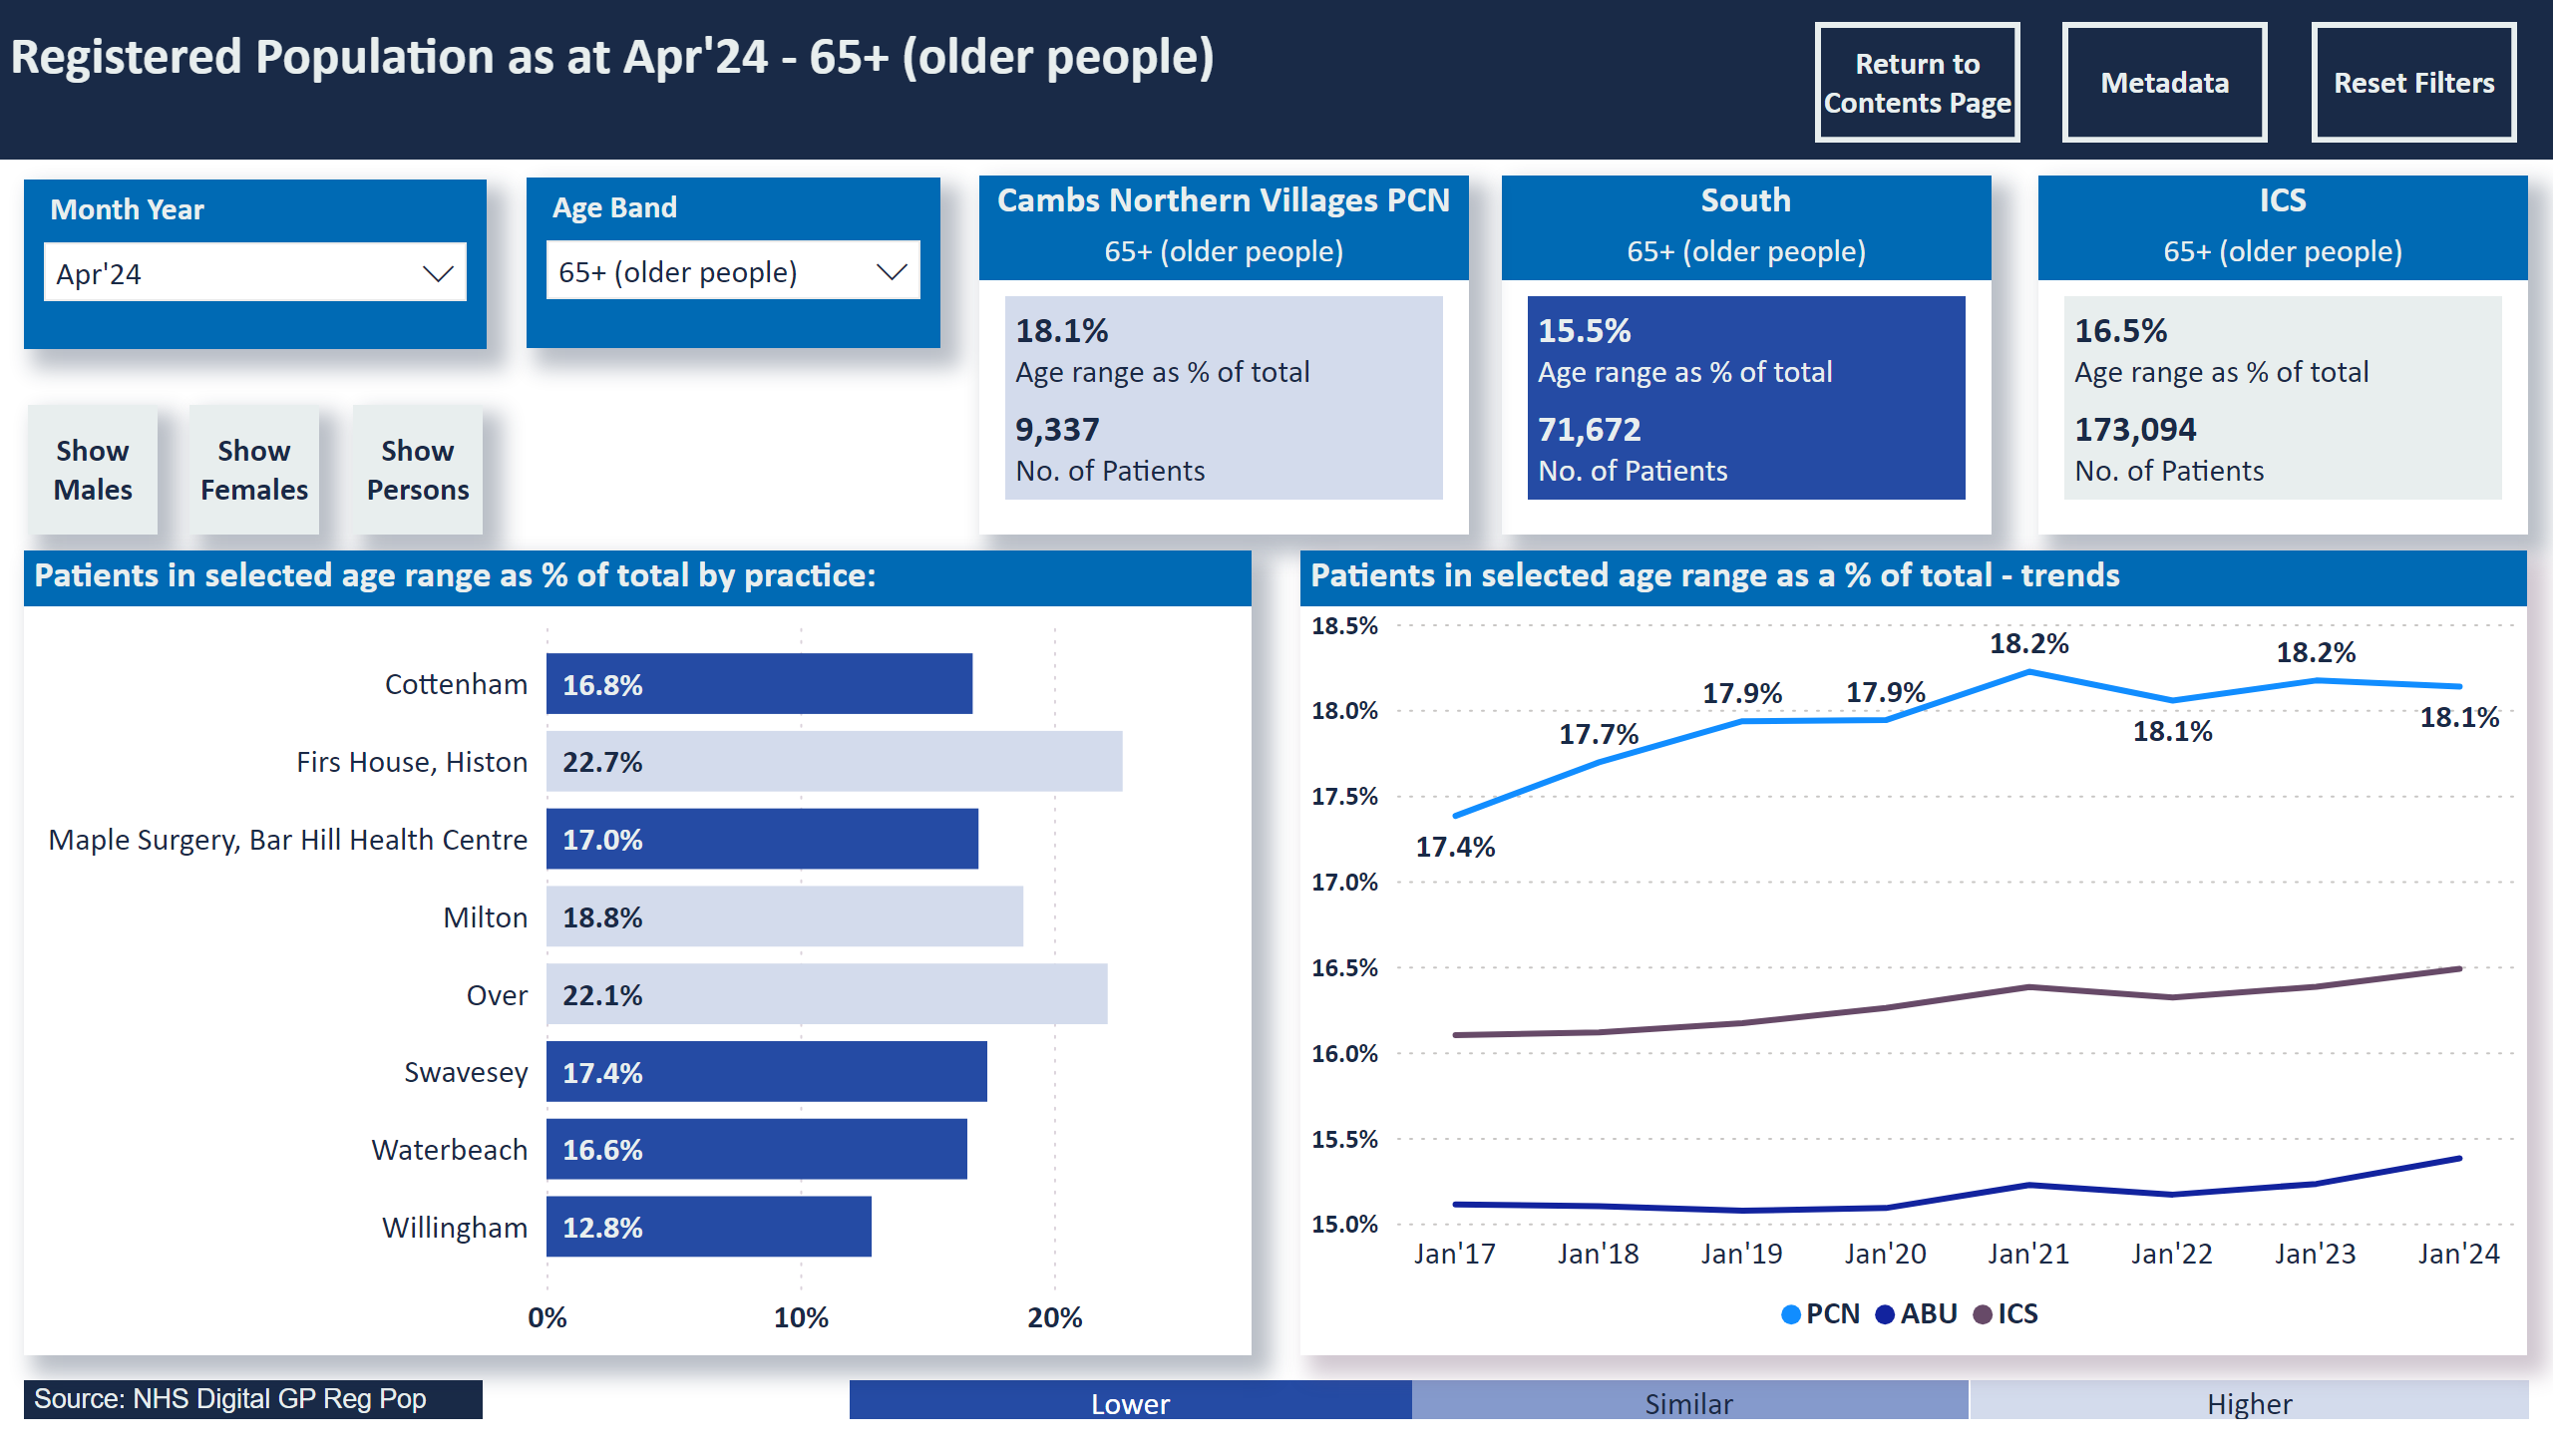 Registered Population as at Apr'24 - 65+ (older people)
Return to
Contents Page
Metadata
Reset Filters
Month Year
Apr'24
Age Band
65+ (older people)
Cambs Northern Villages PCN
65+ (older people)
18.1%
Age range as % of total
9,337
No. of Patients
South
65+ (older people)
15.5%
Age range as % of total
71,672
No. of Patients
ICS
65+ (older people)
16.5%
Age range as % of total
173,094
No. of Patients
Show
Males
Show
Females
Show
Persons
Patients in selected age range as % of total by practice:
Cottenham 16.8%
Firs House, Histon 22.7%
Maple Surgery, Bar Hill Health Centre 17.0%
Milton 18.8%
Over 22.1%
Swavesey 17.4%
Waterbeach 16.6%
Willingham 12.8%
0% 10% 20%
Patients in selected age range as a % of total - trends
18.5%
18.0%
17.5%
17.0%
16.5%
16.0%
15.5%
15.0%
17.4%
17.7%
17.9%
17.9%
18.2%
18.1%
18.2%
18.1%
Jan'17 Jan'18 Jan'19 Jan'20 Jan'21 Jan'22 Jan'23 Jan'24
PCN ABU ICS
Source: NHS Digital GP Reg Pop
Lower Similar Higher